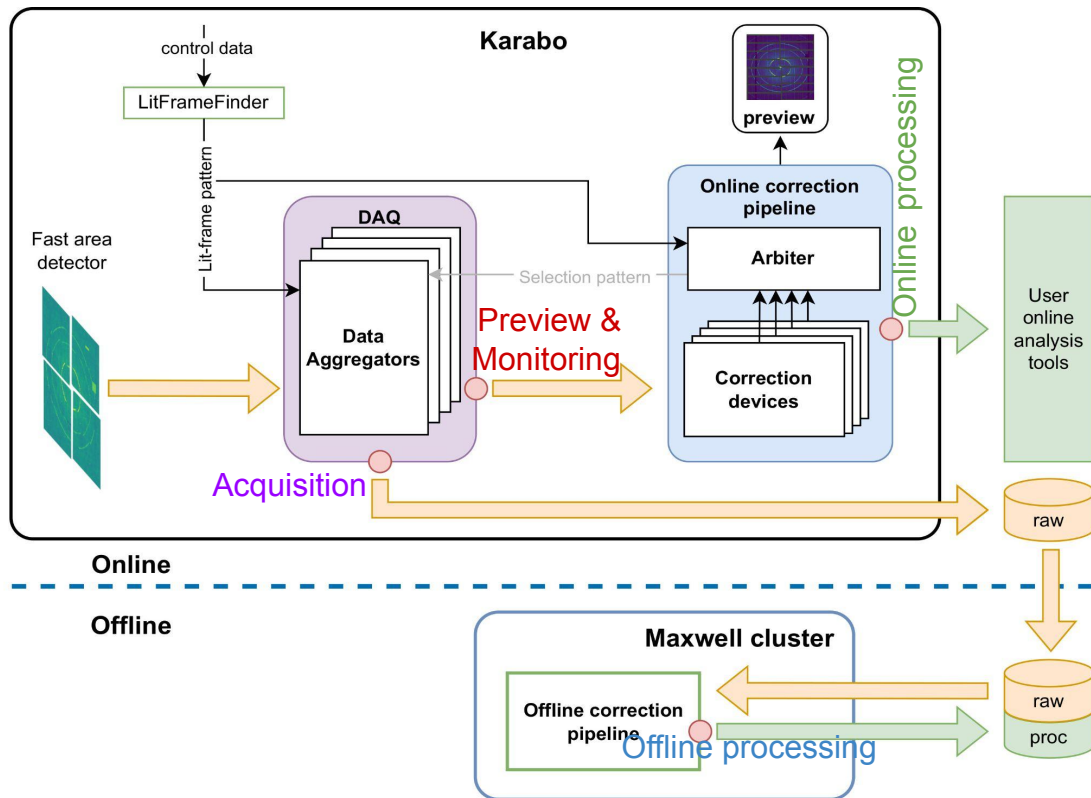 Karabo
control data
LitFrameFinder
Lit-frame pattern
preview
Online processing
Online correction
pipeline
DAQ
Arbiter
Selection pattern
Fast area
detector
Data
Aggregators
Preview &
Monitoring
Correction
devices
User
online
analysis
tools
Acquisition
raw
Online
Offline
Maxwell cluster
Offline correction
pipeline
Offline processing
raw
proc